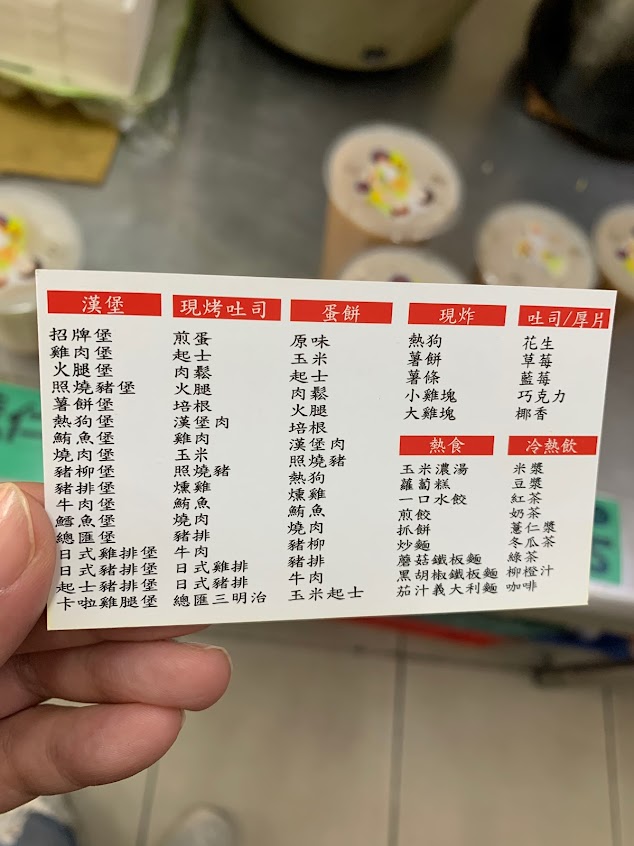 漢堡
招牌堡
雞肉堡
火腿堡
照燒豬堡
薯餅堡
熱狗堡
鮪魚堡
燒肉堡
豬柳堡
豬排堡
牛肉堡
鱈魚堡
總匯堡
日式雞排堡
日式豬排堡
起士豬排堡
卡啦雞腿堡
現烤吐司
煎蛋
起士
肉鬆
火腿
培根
漢堡肉
雞肉
玉米
照燒豬
燻雞
鮪魚
燒肉
豬排
牛肉
日式雞排
日式豬排
總匯三明治
蛋餅
原味
玉米
起士
肉鬆
火腿
培根
漢堡肉
照燒豬
熱狗
燻雞
鮪魚
燒肉
豬柳
豬排
牛肉
玉米起士
現炸
熱狗
薯餅
薯條
小雞塊
大雞塊
吐司/厚片
花生
草莓
藍莓
巧克力
椰香
熱食
玉米濃湯
蘿蔔糕
一口水餃
煎餃
抓餅
炒麵
蘑菇鐵板麵
黑胡椒鐵板麵
茄汁義大利麵
冷熱飲
米漿
豆漿
紅茶
奶茶
薏仁漿
冬瓜茶
綠茶
柳橙汁
咖啡
仁